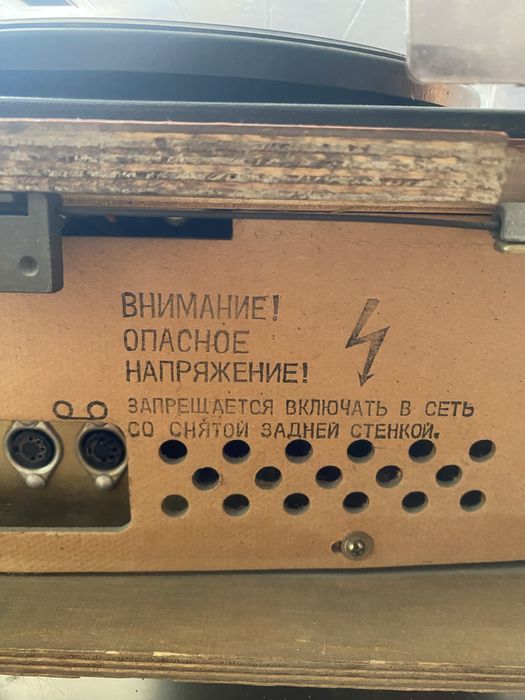 ВНИМАНИЕ!
ОПАСНОЕ
НАПРЯЖЕНИЕ!
ЗАПРЕЩАЕТСЯ ВКЛЮЧАТЬ В СЕТЬ
СО СНЯТОЙ ЗАДНЕЙ СТЕНКОЙ.